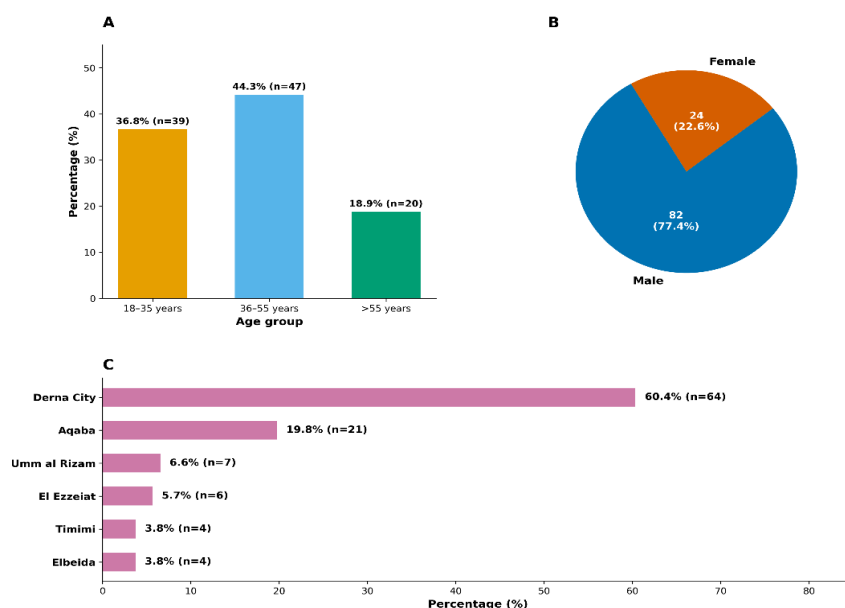 A
B
Percentage (%)
50
40
30
20
10
0
36.8% (n=39)
44.3% (n=47)
18.9% (n=20)
18–35 years
36–55 years
>55 years
Age group
Female
24
(22.6%)
82
(77.4%)
Male
C
Derna City
60.4% (n=64)
Aqaba
19.8% (n=21)
Umm al Rizam
6.6% (n=7)
El Ezzeiat
5.7% (n=6)
Timimi
3.8% (n=4)
Elbeida
3.8% (n=4)
0
10
20
30
40
50
60
70
80
Percentage (%)